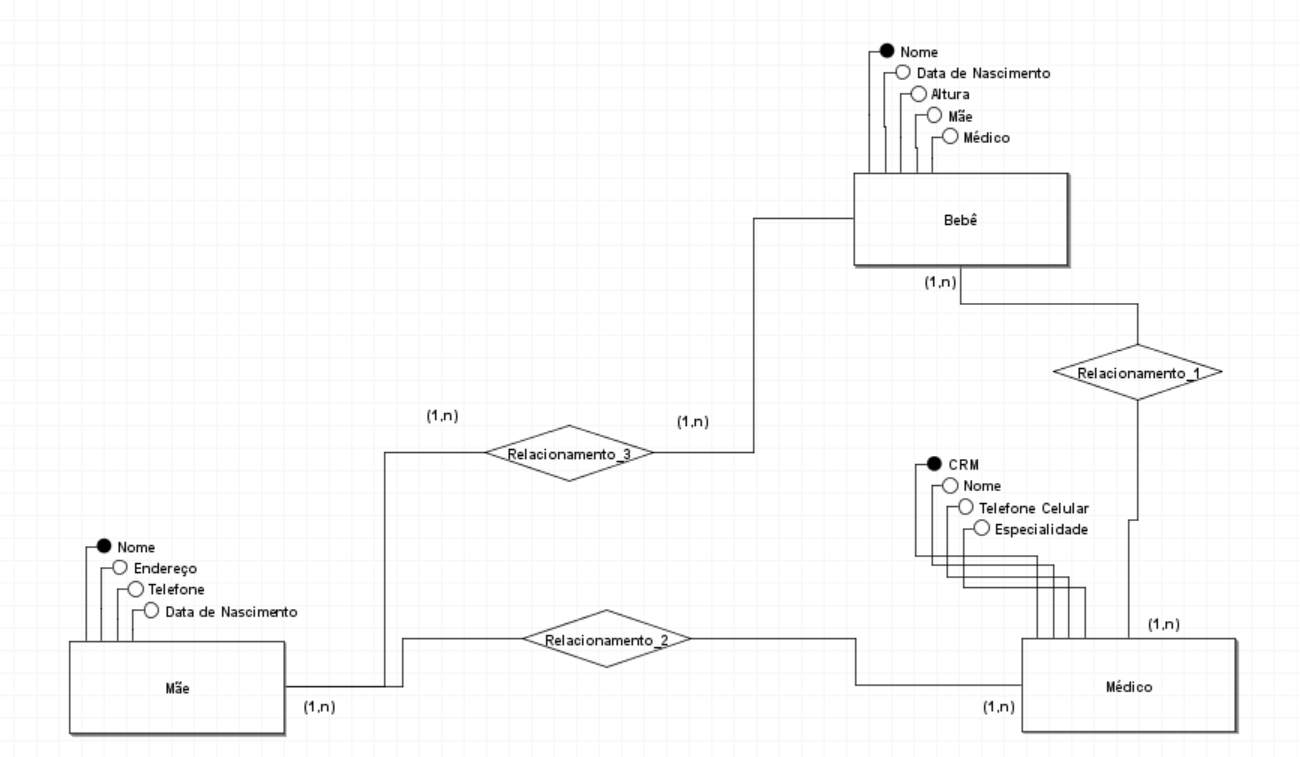 Nome
Data de Nascimento
Altura
Mãe
Médico
Bebê
(1,n)
Relacionamento_1
(1,n)
(1,n)
Relacionamento_3
CRM
Nome
Telefone Celular
Especialidade
Nome
Endereço
Telefone
Data de Nascimento
(1,n)
Relacionamento_2
Mãe
Médico
(1,n)
(1,n)